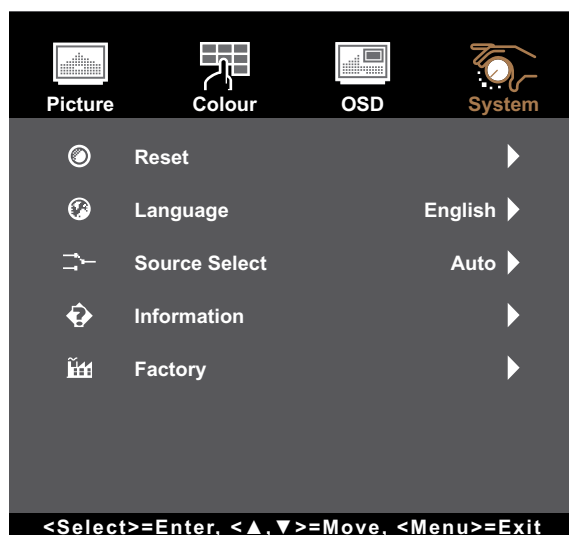 Picture Colour OSD System
Reset
Language English
Source Select Auto
Information
Factory
<Select>=Enter, <▲,▼>=Move, <Menu>=Exit